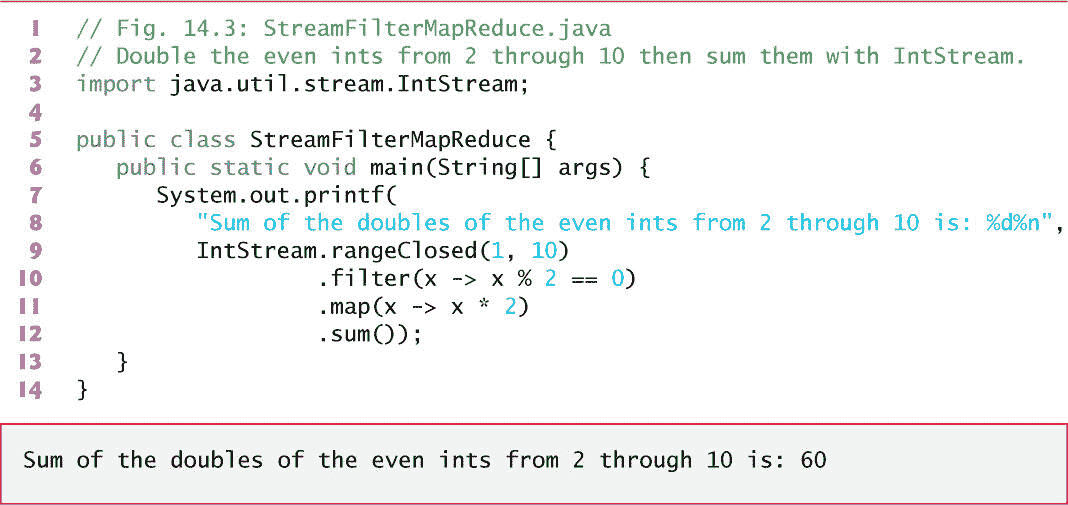 1 // Fig. 14.3: StreamFilterMapReduce.java
2 // Double the even ints from 2 through 10 then sum them with IntStream.
3 import java.util.stream.IntStream;
4
5 public class StreamFilterMapReduce {
6    public static void main(String[] args) {
7       System.out.printf(
8          "Sum of the doubles of the even ints from 2 through 10 is: %d%n",
9          IntStream.rangeClosed(1, 10)
10                   .filter(x -> x % 2 == 0)
11                   .map(x -> x * 2)
12                   .sum());
13    }
14 }
Sum of the doubles of the even ints from 2 through 10 is: 60